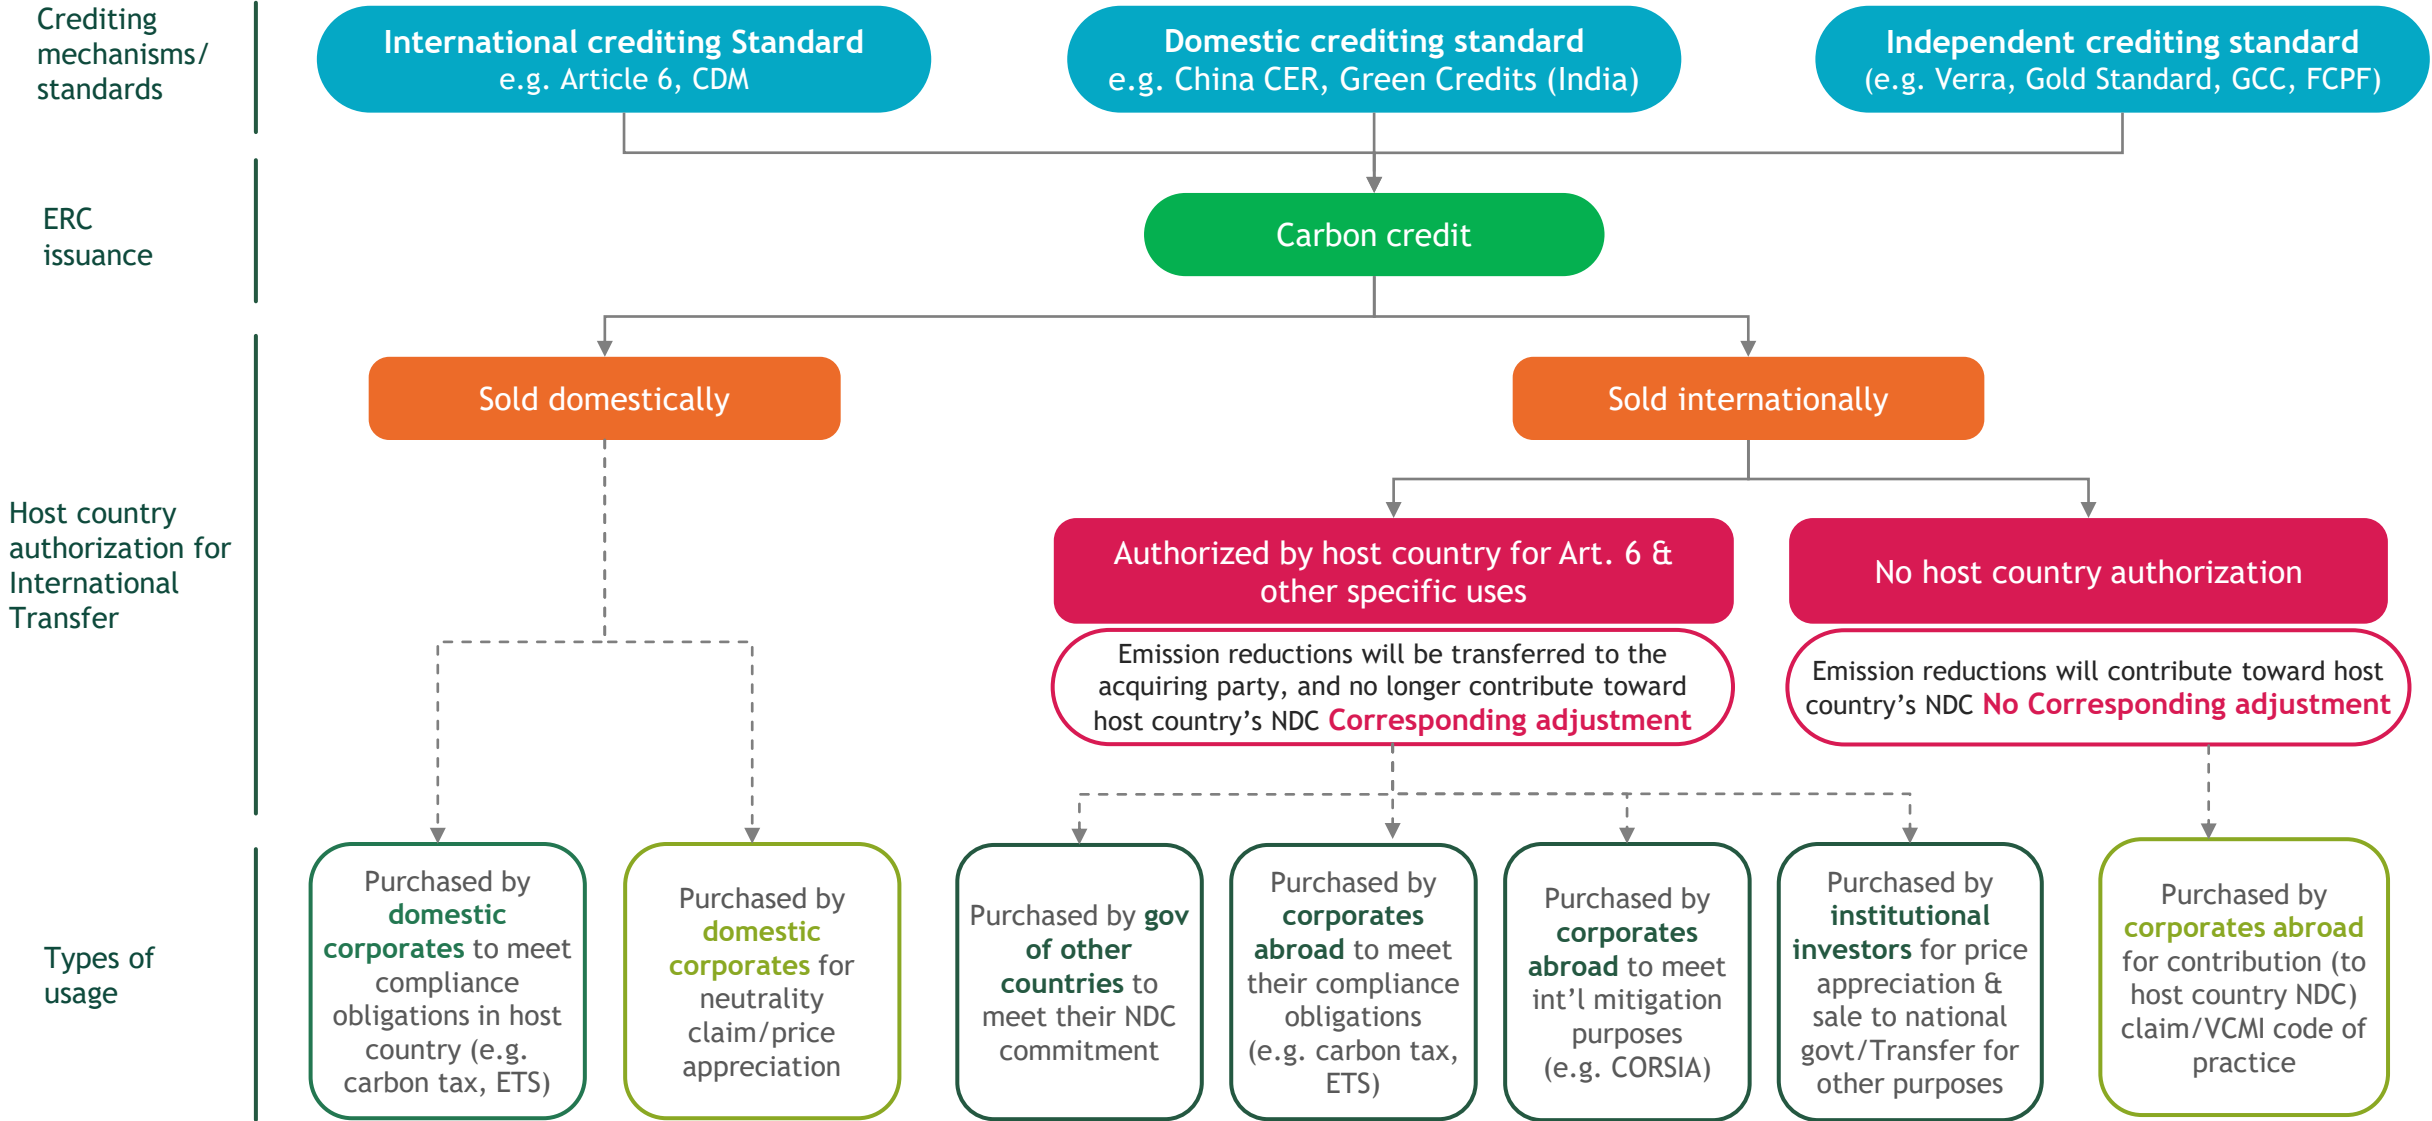 Crediting
mechanisms/
standards
International crediting Standard
e.g. Article 6, CDM
Domestic crediting standard
e.g. China CER, Green Credits (India)
Independent crediting standard
(e.g. Verra, Gold Standard, GCC, FCPF)
ERC
issuance
Carbon credit
Host country
authorization for
International
Transfer
Sold domestically
Sold internationally
Authorized by host country for Art. 6 &
other specific uses
No host country authorization
Emission reductions will be transferred to the
acquiring party, and no longer contribute toward
host country's NDC Corresponding adjustment
Emission reductions will contribute toward host
country's NDC No Corresponding adjustment
Types of
usage
Purchased by
domestic
corporates to meet
compliance
obligations in host
country (e.g.
carbon tax, ETS)
Purchased by
domestic
corporates for
neutrality
claim/price
appreciation
Purchased by gov
of other
countries to
meet their NDC
commitment
Purchased by
corporates
abroad to meet
their compliance
obligations
(e.g. carbon tax,
ETS)
Purchased by
corporates
abroad to meet
int'l mitigation
purposes
(e.g. CORSIA)
Purchased by
institutional
investors for price
appreciation &
sale to national
govt/Transfer for
other purposes
Purchased by
corporates abroad
for contribution (to
host country NDC)
claim/VCMI code of
practice